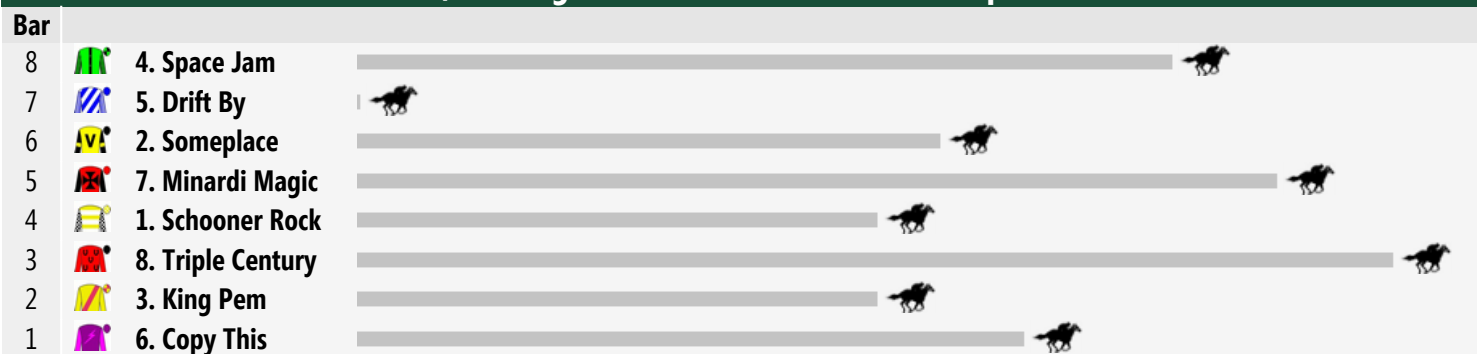 Bar
8 4. Space Jam
7 5. Drift By
6 V 2. Someplace
5 7. Minardi Magic
4 1. Schooner Rock
3 8. Triple Century
2 3. King Pem
1 6. Copy This